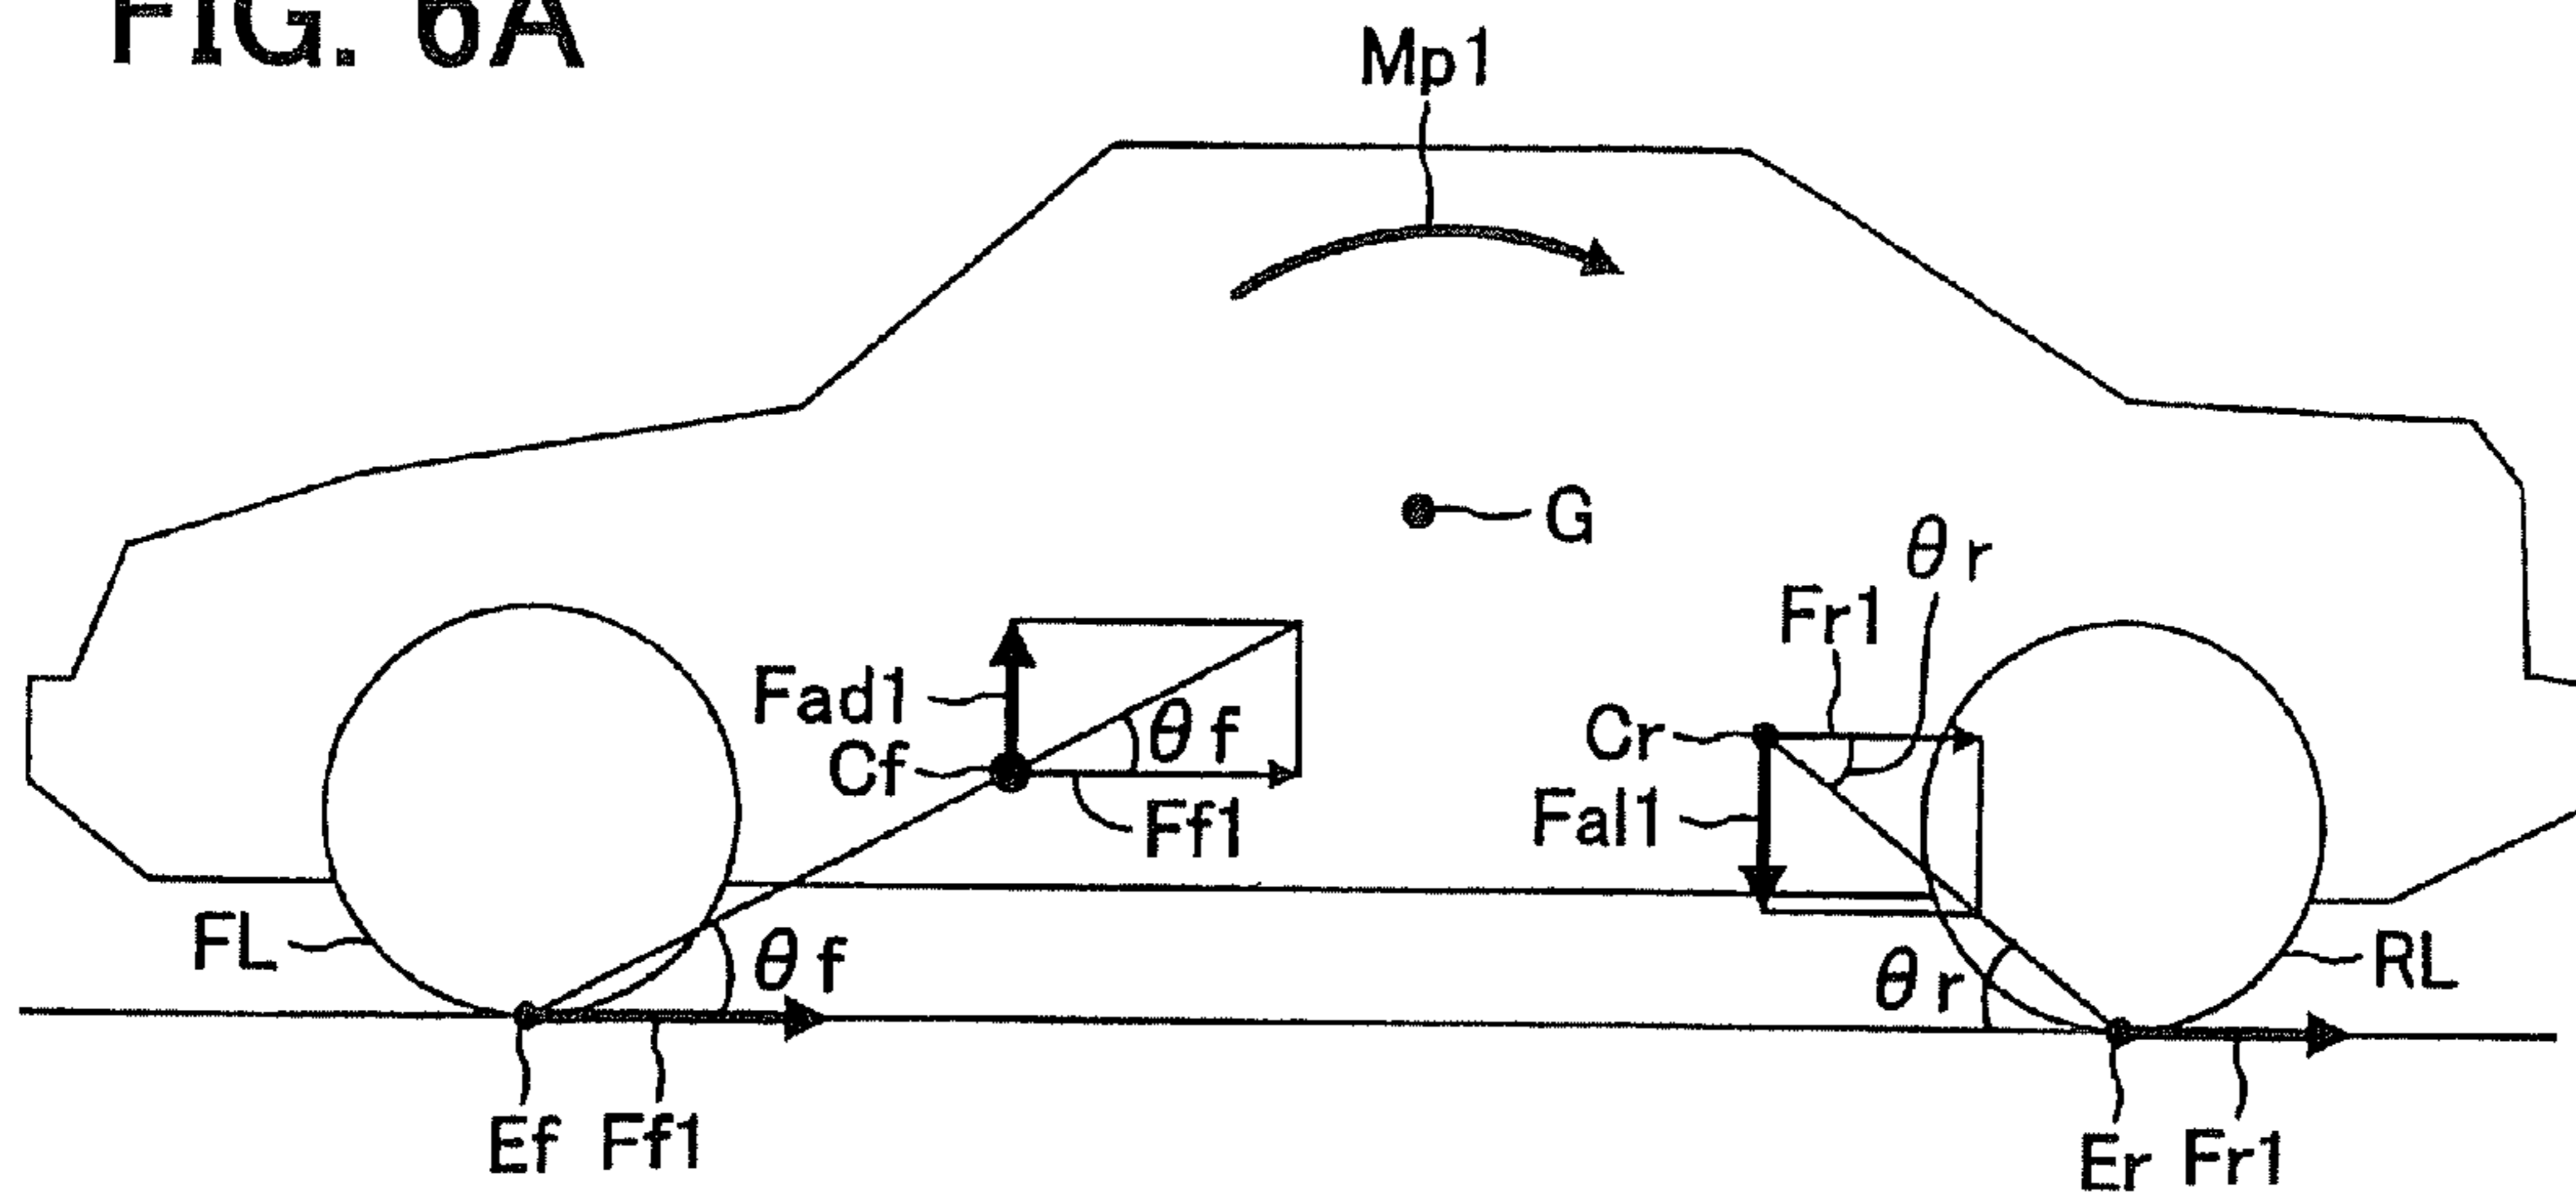 FIG. 6A
Mp1
G
θr
Fr1
Fad1
θf
Cr
Cf
Ff1
Fal1
FL
θf
θr
RL
Ef
Ff1
Er
Fr1